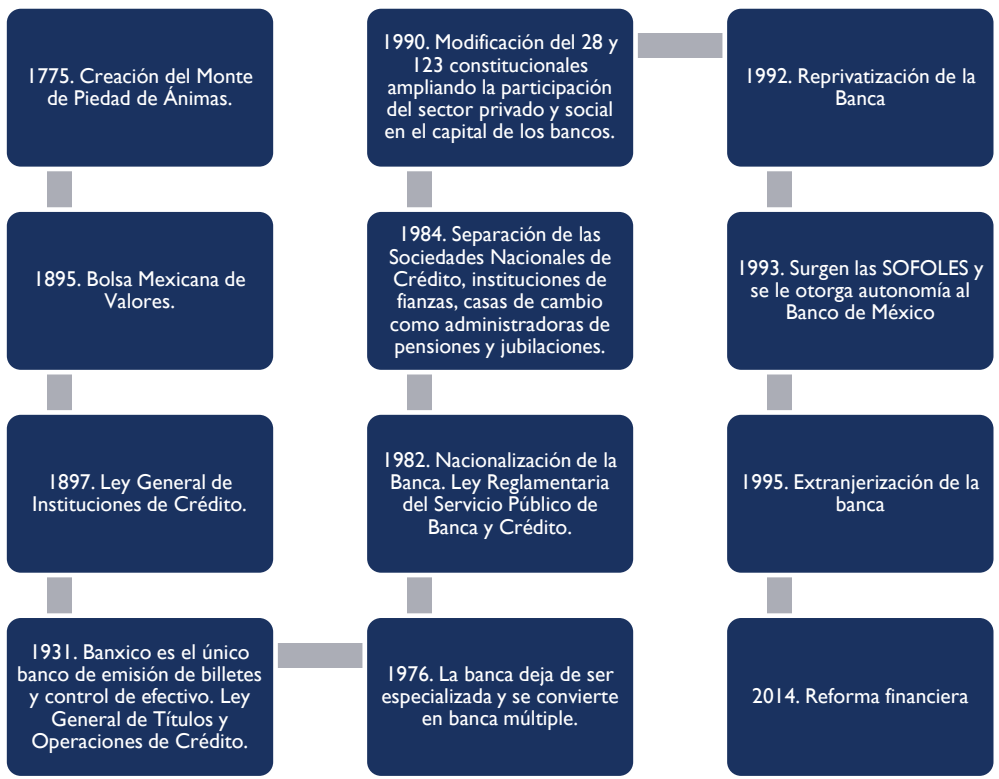 1775. Creación del Monte
de Piedad de Ánimas.
1895. Bolsa Mexicana de
Valores.
1897. Ley General de
Instituciones de Crédito.
1931. Banxico es el único
banco de emisión de billetes
y control de efectivo. Ley
General de Títulos y
Operaciones de Crédito.
1976. La banca deja de ser
especializada y se convierte
en banca múltiple.
1982. Nacionalización de la
Banca. Ley Reglamentaria
del Servicio Público de
Banca y Crédito.
1984. Separación de las
Sociedades Nacionales de
Crédito, instituciones de
fianzas, casas de cambio
como administradoras de
pensiones y jubilaciones.
1990. Modificación del 28 y
123 constitucionales
ampliando la participación
del sector privado y social
en el capital de los bancos.
1992. Reprivatización de la
Banca
1993. Surgen las SOFOLES y
se le otorga autonomía al
Banco de México
1995. Extranjerización de la
banca
2014. Reforma financiera